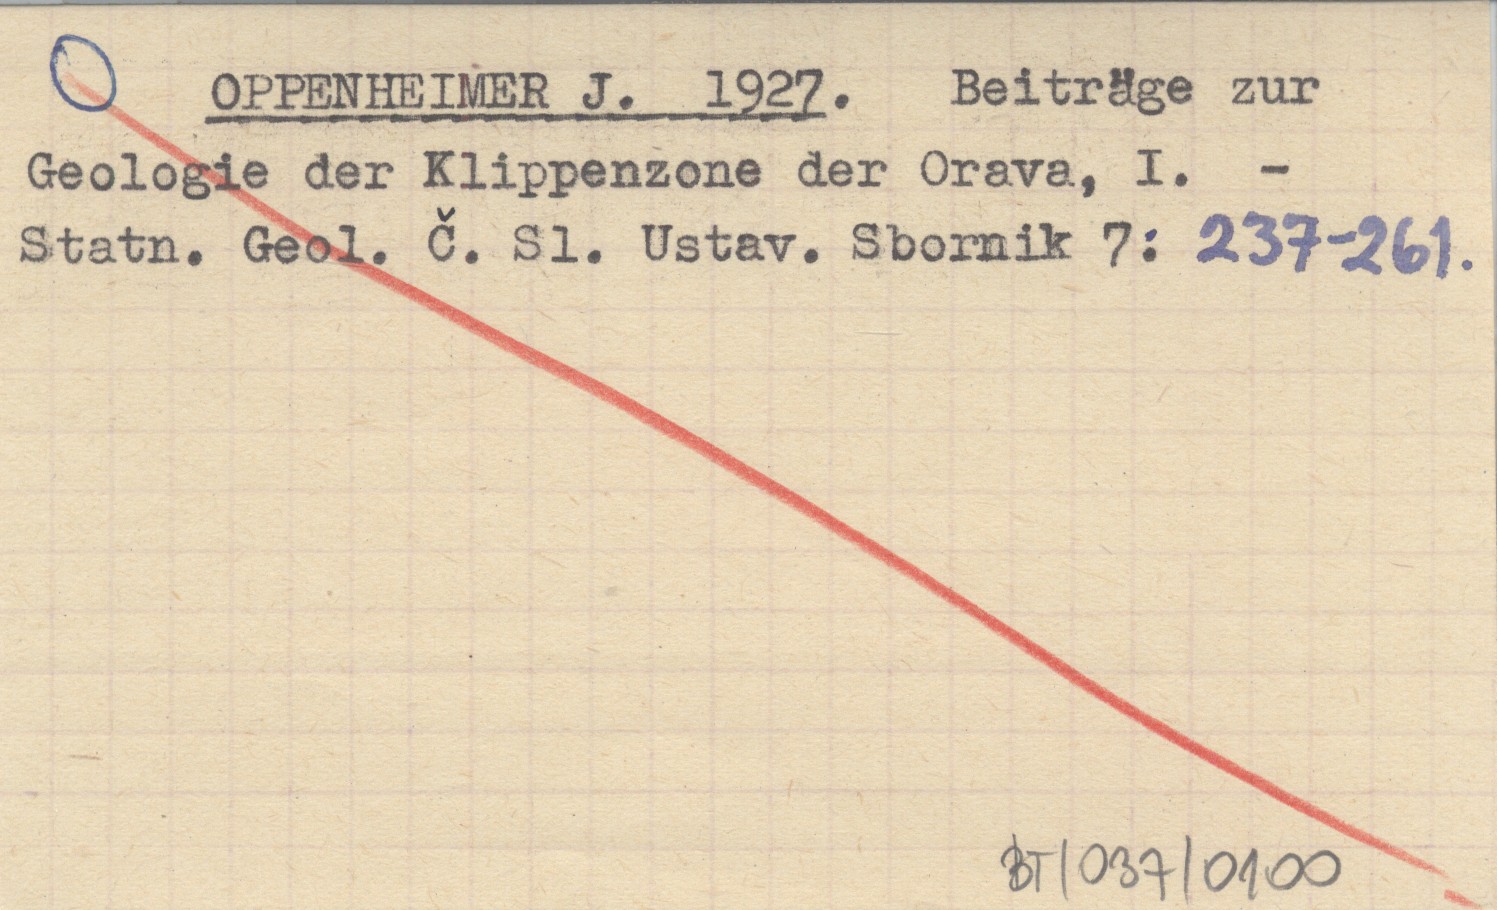 OPPENHEIMER J. 1927. Beiträge zur
Geologie der Klippenzone der Orava, I. -
Statn. Geol. Č. Sl. Ustav. Sbornik 7: 237-261.
BT/037/0100